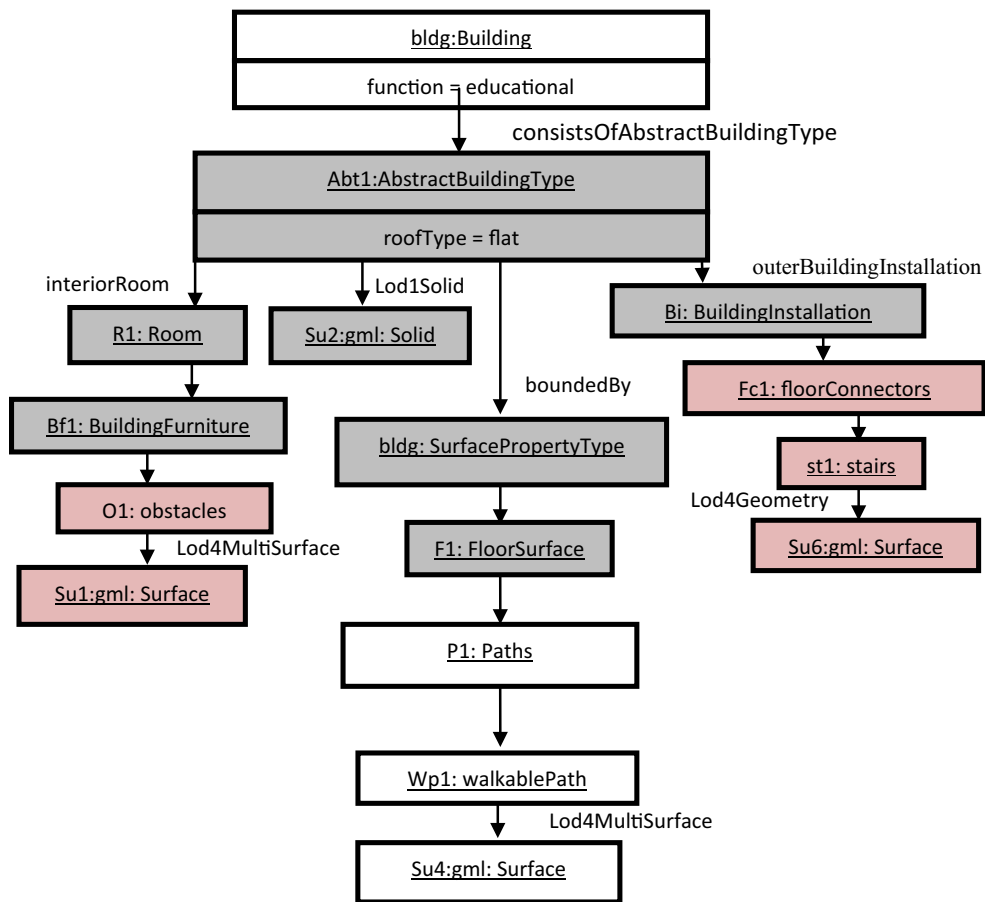 bldg:Building
function = educational
consistsOfAbstractBuildingType
Abt1:AbstractBuildingType
roofType = flat
interiorRoom
Lod1Solid
outerBuildingInstallation
R1: Room
Su2:gml: Solid
Bi: BuildingInstallation
boundedBy
Fc1: floorConnectors
Bf1: BuildingFurniture
bldg: SurfacePropertyType
st1: stairs
Lod4Geometry
O1: obstacles
Lod4MultiSurface
F1: FloorSurface
Su6:gml: Surface
Su1:gml: Surface
P1: Paths
Wp1: walkablePath
Lod4MultiSurface
Su4:gml: Surface